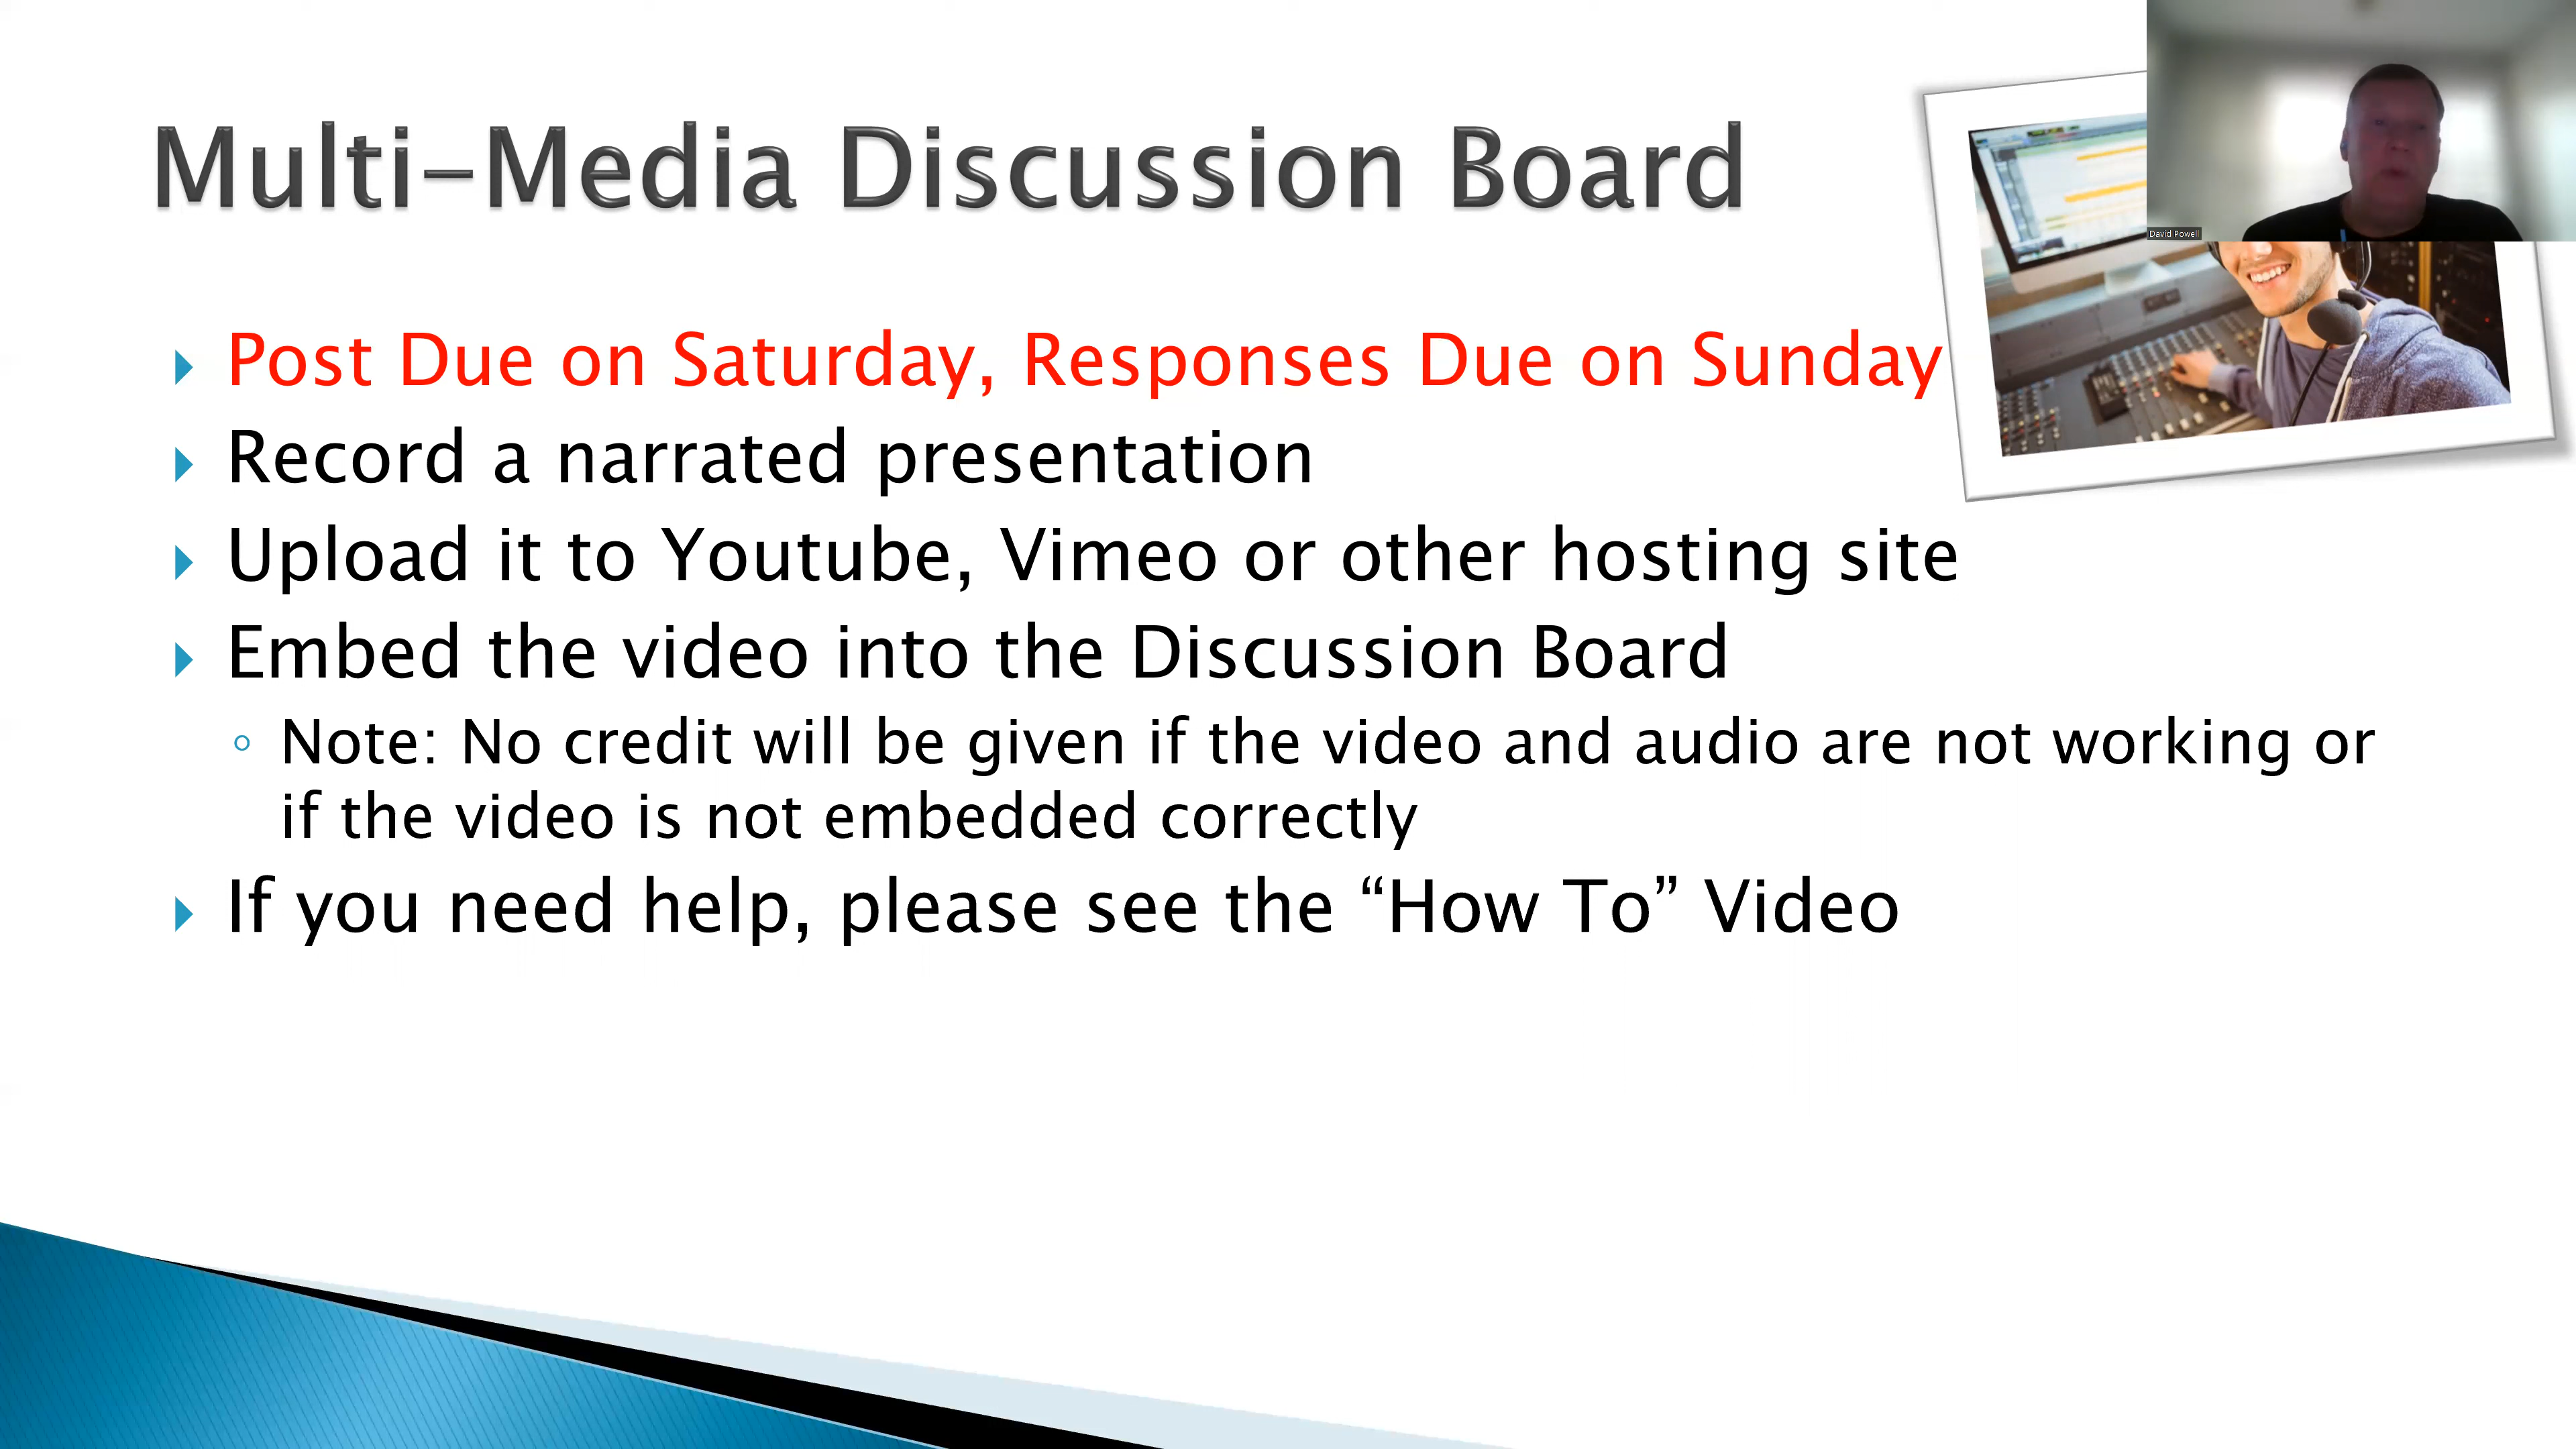 Multi-Media Discussion Board
David Powell
Post Due on Saturday, Responses Due on Sunday
Record a narrated presentation
Upload it to Youtube, Vimeo or other hosting site
Embed the video into the Discussion Board
Note: No credit will be given if the video and audio are not working or
if the video is not embedded correctly
If you need help, please see the “How To” Video